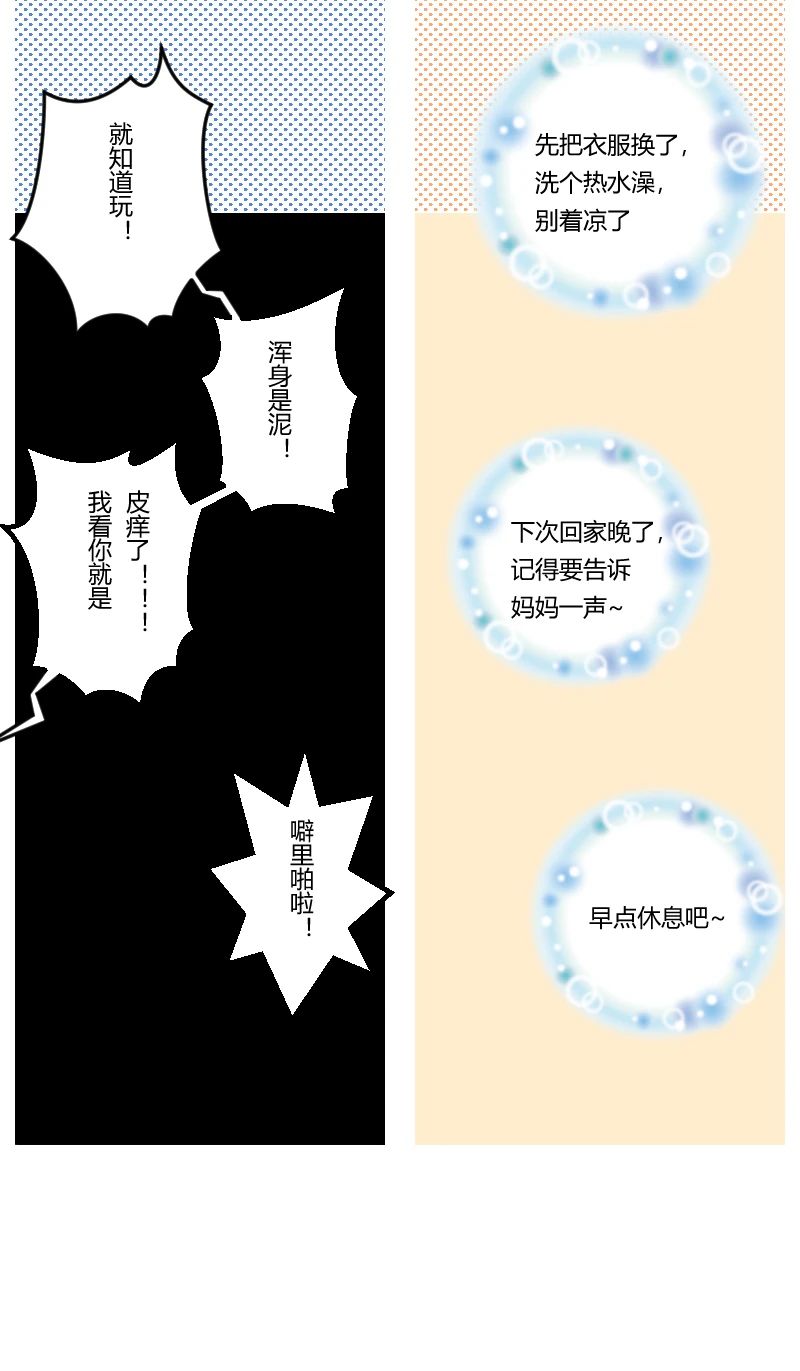 就知道玩！
浑身是泥！
我看你就是
皮痒了！！！
噼里啪啦！
先把衣服换了，
洗个热水澡，
别着凉了
下次回家晚了，
记得要告诉
妈妈一声~
早点休息吧~